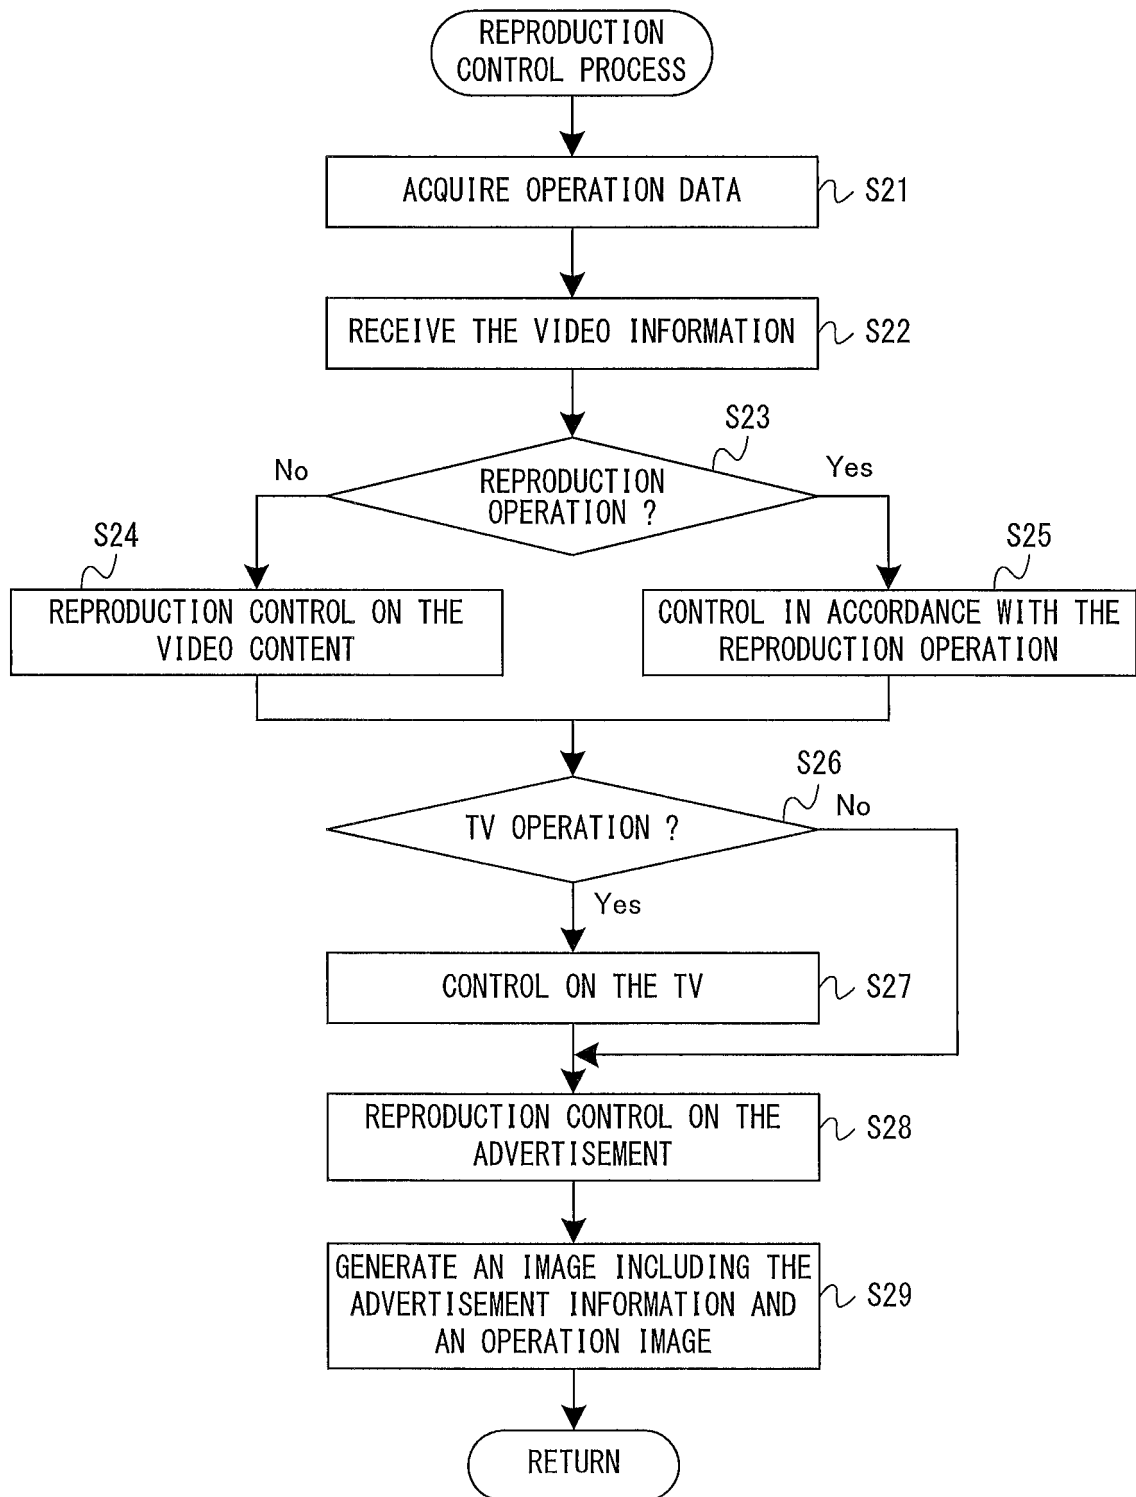 REPRODUCTION
CONTROL PROCESS
ACQUIRE OPERATION DATA
S21
RECEIVE THE VIDEO INFORMATION
S22
S23
No
Yes
REPRODUCTION
OPERATION ?
S24
S25
REPRODUCTION CONTROL ON THE
VIDEO CONTENT
CONTROL IN ACCORDANCE WITH THE
REPRODUCTION OPERATION
S26
No
TV OPERATION ?
Yes
CONTROL ON THE TV
S27
REPRODUCTION CONTROL ON THE
ADVERTISEMENT
S28
GENERATE AN IMAGE INCLUDING THE
ADVERTISEMENT INFORMATION AND
AN OPERATION IMAGE
S29
RETURN